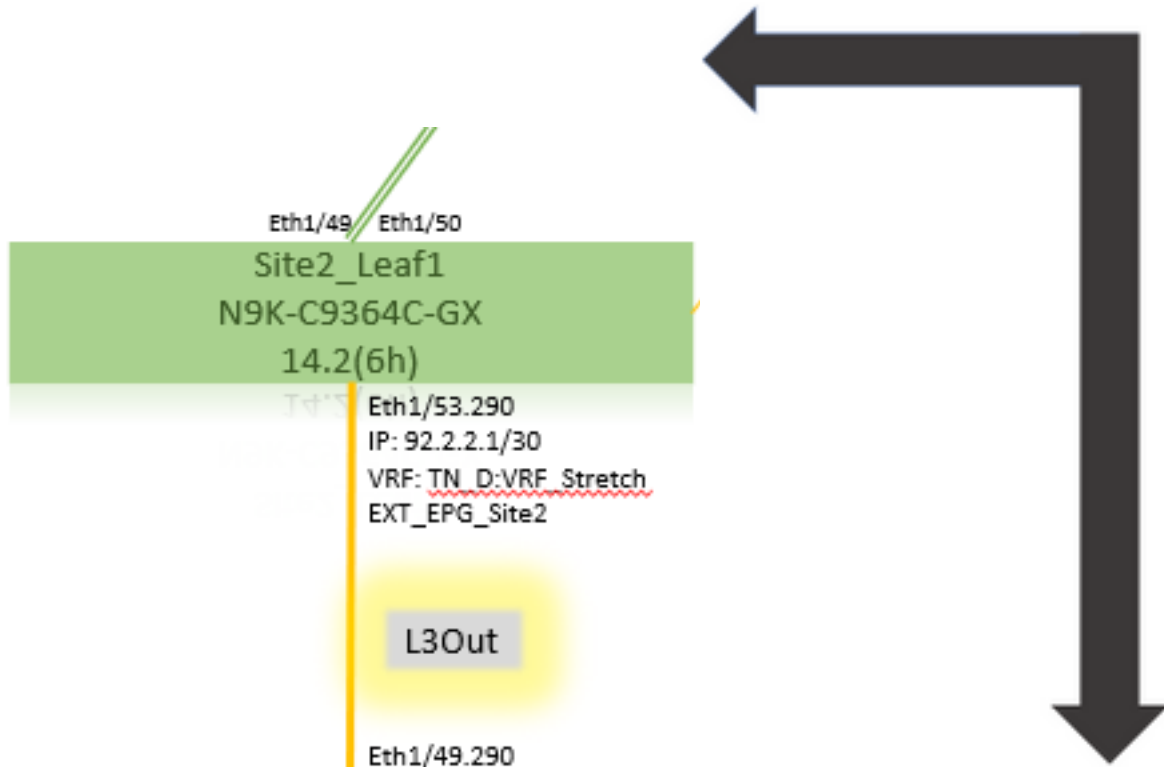 Eth1/49 Eth1/50
Site2_Leaf1
N9K-C9364C-GX
14.2(6h)
Eth1/53.290
IP: 92.2.2.1/30
VRF: TN_D:VRF_Stretch
EXT_EPG_Site2
L3Out
Eth1/49.290